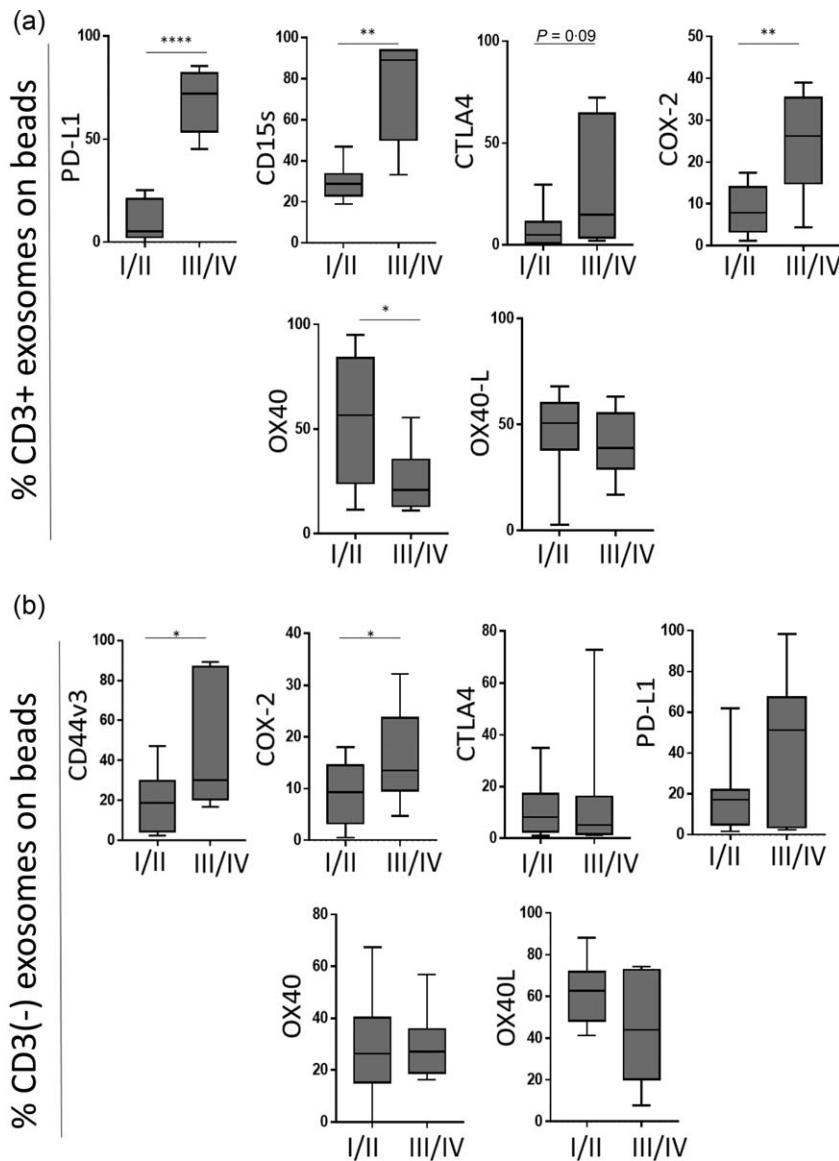 (a)
% CD3+ exosomes on beads
PD-L1
100
50
0
****
I/II III/IV
CD15s
100
80
60
40
20
0
**
I/II III/IV
CTLA4
100
50
0
P = 0·09
I/II III/IV
COX-2
50
40
30
20
10
0
**
I/II III/IV
OX40
100
50
0
*
I/II III/IV
OX40-L
100
50
0
I/II III/IV
(b)
% CD3(-) exosomes on beads
CD44v3
100
80
60
40
20
0
*
I/II III/IV
COX-2
40
30
20
10
0
*
I/II III/IV
CTLA4
80
60
40
20
0
I/II III/IV
PD-L1
100
80
60
40
20
0
I/II III/IV
OX40
80
60
40
20
0
I/II III/IV
OX40L
100
80
60
40
20
0
I/II III/IV